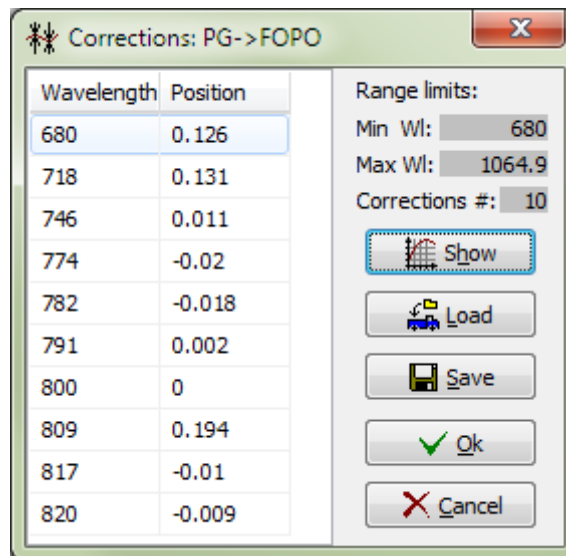 Corrections: PG->FOPO
Wavelength Position
680 0.126
718 0.131
746 0.011
774 -0.02
782 -0.018
791 0.002
800 0
809 0.194
817 -0.01
820 -0.009
Range limits:
Min Wl: 680
Max Wl: 1064.9
Corrections #: 10
Show
Load
Save
Ok
Cancel